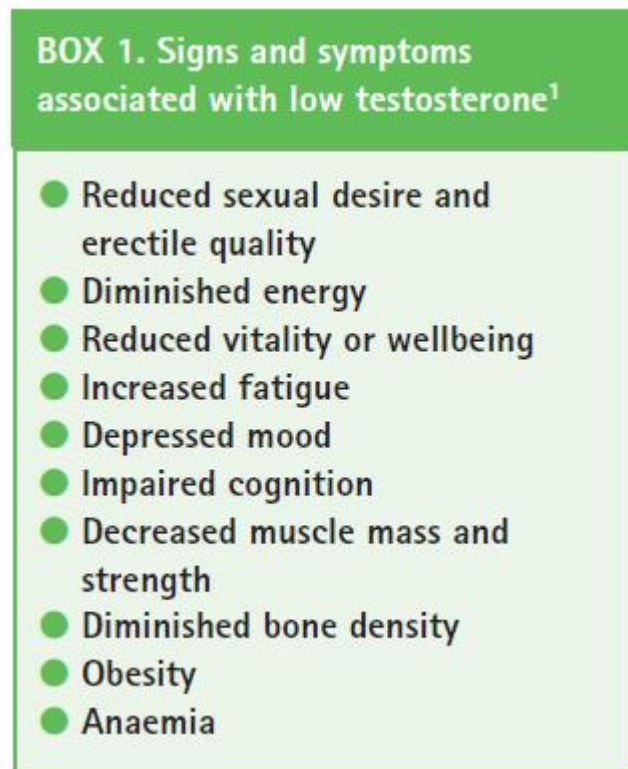 BOX 1. Signs and symptoms
associated with low testosterone¹
● Reduced sexual desire and
erectile quality
● Diminished energy
● Reduced vitality or wellbeing
● Increased fatigue
● Depressed mood
● Impaired cognition
● Decreased muscle mass and
strength
● Diminished bone density
● Obesity
● Anaemia